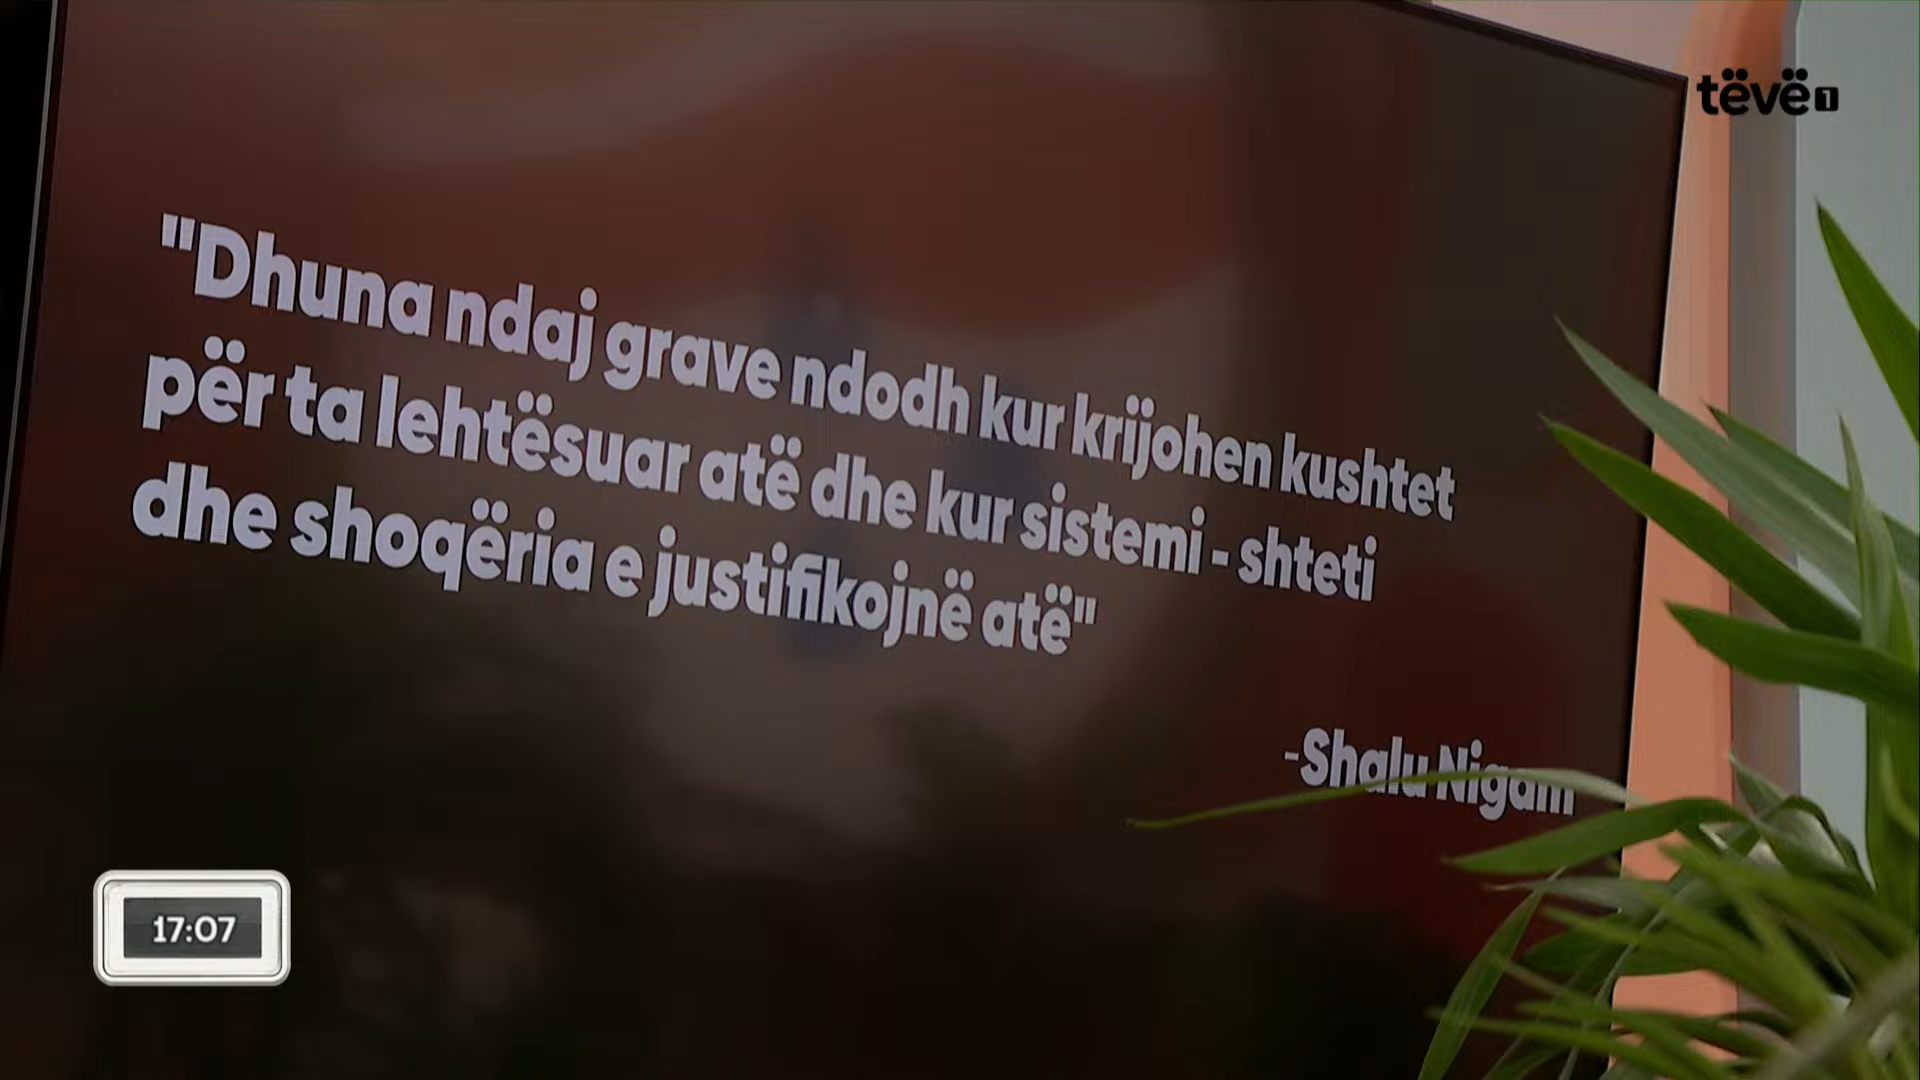 tëvë1
"Dhuna ndaj grave ndodh kur krijohen kushtet
për ta lehtësuar atë dhe kur sistemi - shteti
dhe shoqëria e justifikojnë atë"
-Shalu Nigam
17:07